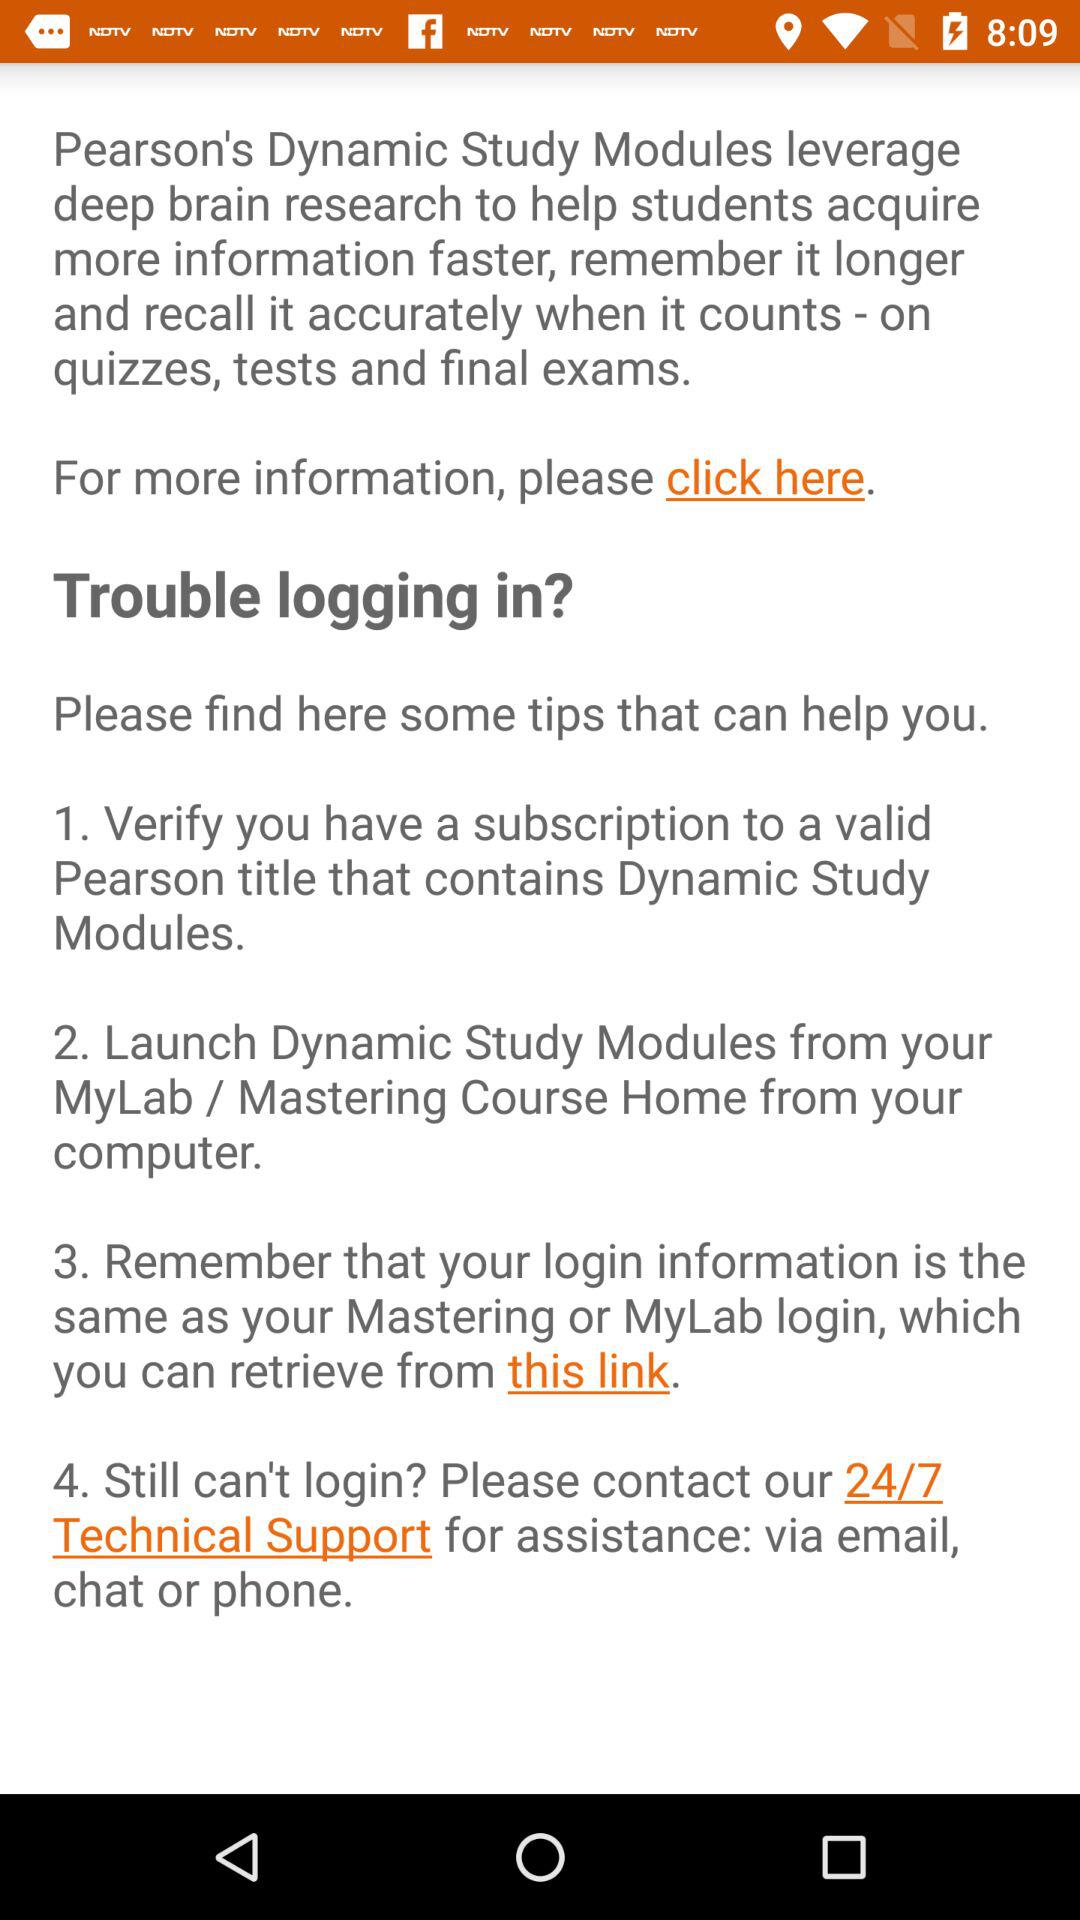 NDTV NDTV NDTV NDTV NDTV NDTV NDTV NDTV NDTV 8:09
Pearson's Dynamic Study Modules leverage
deep brain research to help students acquire
more information faster, remember it longer
and recall it accurately when it counts - on
quizzes, tests and final exams.
For more information, please click here.
Trouble logging in?
Please find here some tips that can help you.
1. Verify you have a subscription to a valid
Pearson title that contains Dynamic Study
Modules.
2. Launch Dynamic Study Modules from your
MyLab / Mastering Course Home from your
computer.
3. Remember that your login information is the
same as your Mastering or MyLab login, which
you can retrieve from this link.
4. Still can't login? Please contact our 24/7
Technical Support for assistance: via email,
chat or phone.